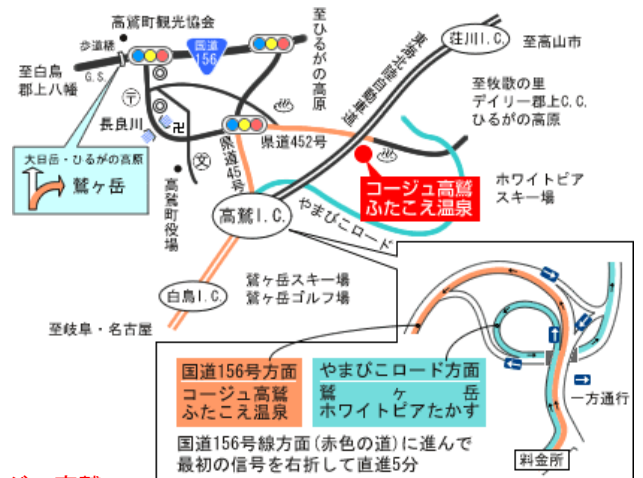 高鷲町観光協会
歩道橋
G.S.
国道
156
至ひるがの高原
荘川I.C.
至高山市
至白鳥
郡上八幡
東海北陸自動車道
至牧歌の里
デイリー郡上C.C.
ひるがの高原
長良川
県道452号
県道45号
大日岳・ひるがの高原
鷲ヶ岳
文
高鷲町役場
コージュ高鷲
ふたこえ温泉
ホワイトピア
スキー場
高鷲I.C.
やまびこロード
鷲ヶ岳スキー場
鷲ヶ岳ゴルフ場
白鳥I.C.
至岐阜・名古屋
国道156号方面
コージュ高鷲
ふたこえ温泉
やまびこロード方面
鷲ヶ岳
ホワイトピアたかす
一方通行
料金所
国道156号線方面(赤色の道)に進んで
最初の信号を右折して直進5分